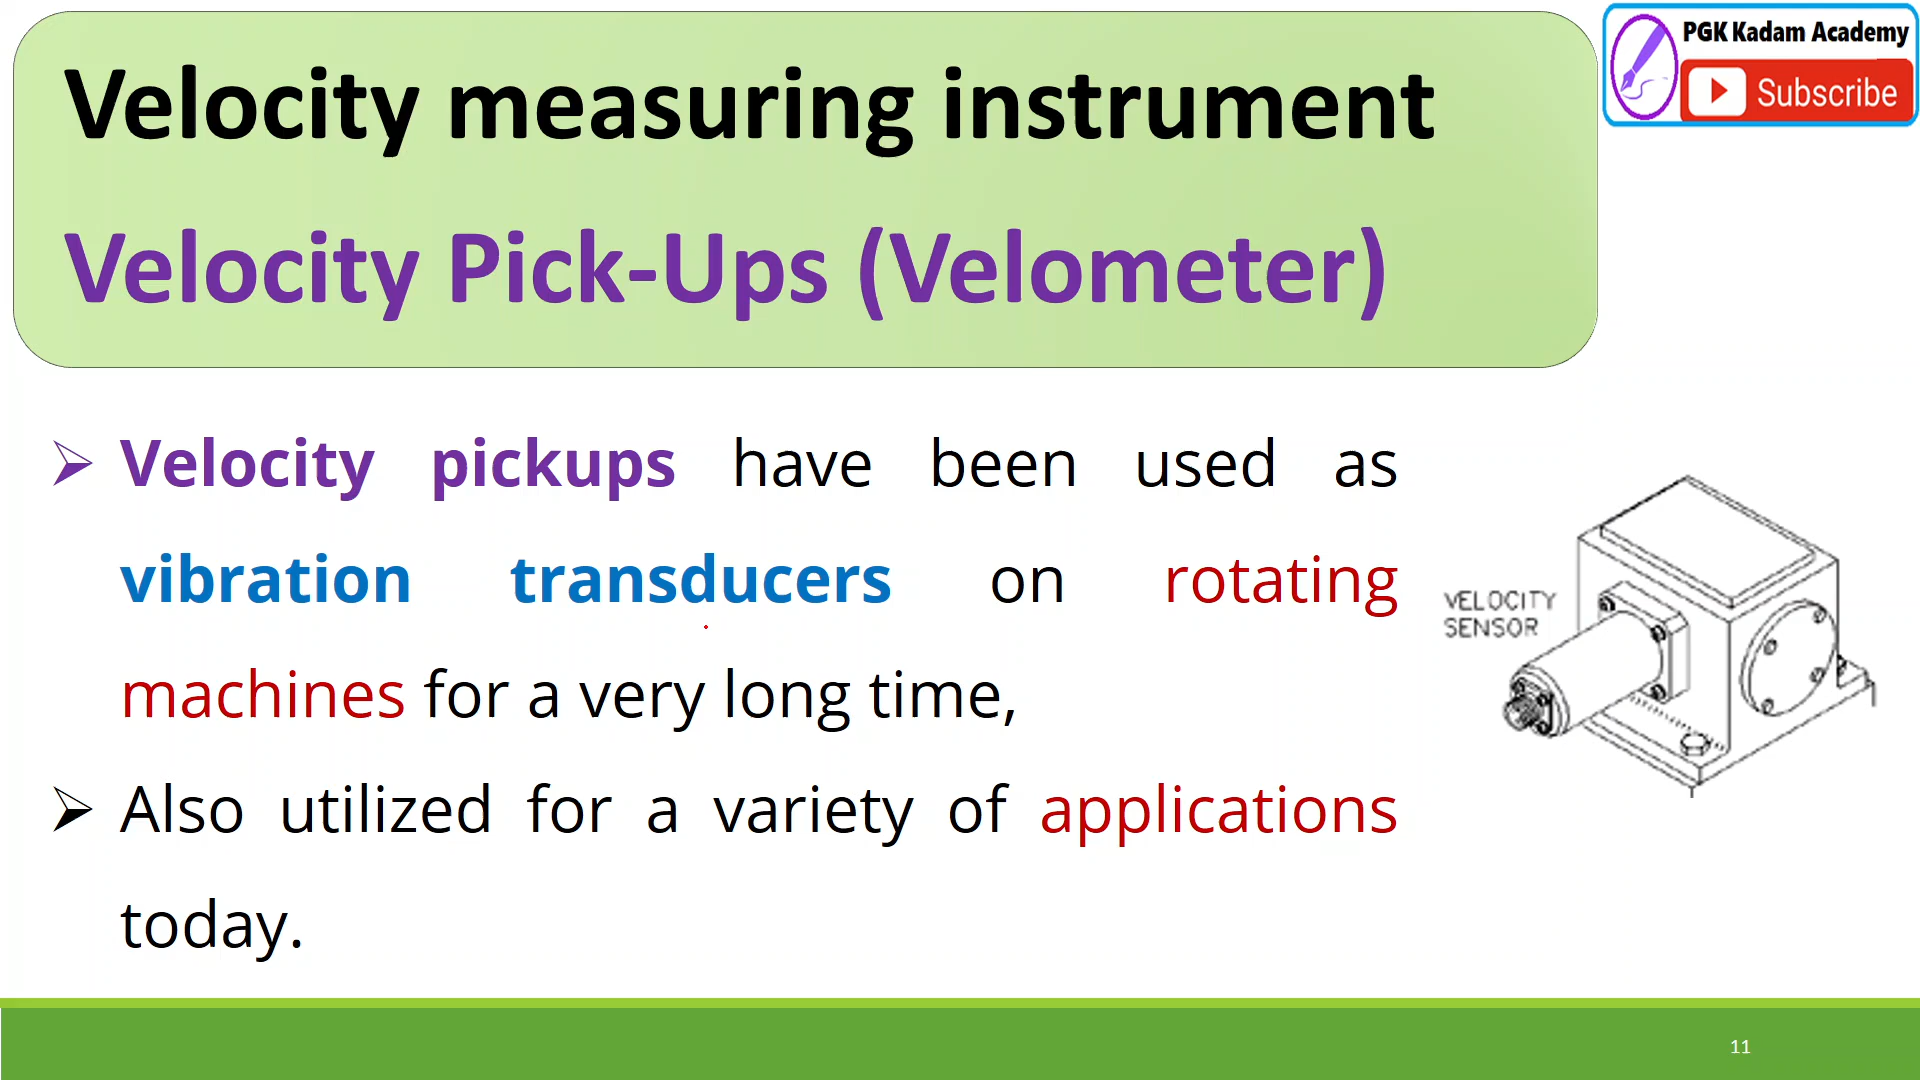 PGK Kadam Academy
Subscribe
Velocity measuring instrument
Velocity Pick-Ups (Velometer)
Velocity pickups have been used as
vibration transducers on rotating
machines for a very long time,
Also utilized for a variety of applications
today.
VELOCITY
SENSOR
11